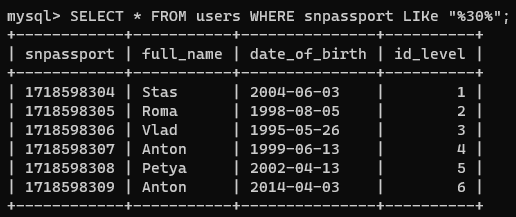 mysql> SELECT * FROM users WHERE snpassport LIKe "%30%";
+------------+-----------+---------------+----------+
| snpassport | full_name | date_of_birth | id_level |
+------------+-----------+---------------+----------+
| 1718598304 | Stas      | 2004-06-03    |        1 |
| 1718598305 | Roma      | 1998-08-05    |        2 |
| 1718598306 | Vlad      | 1995-05-26    |        3 |
| 1718598307 | Anton     | 1999-06-13    |        4 |
| 1718598308 | Petya     | 2002-04-13    |        5 |
| 1718598309 | Anton     | 2014-04-03    |        6 |
+------------+-----------+---------------+----------+